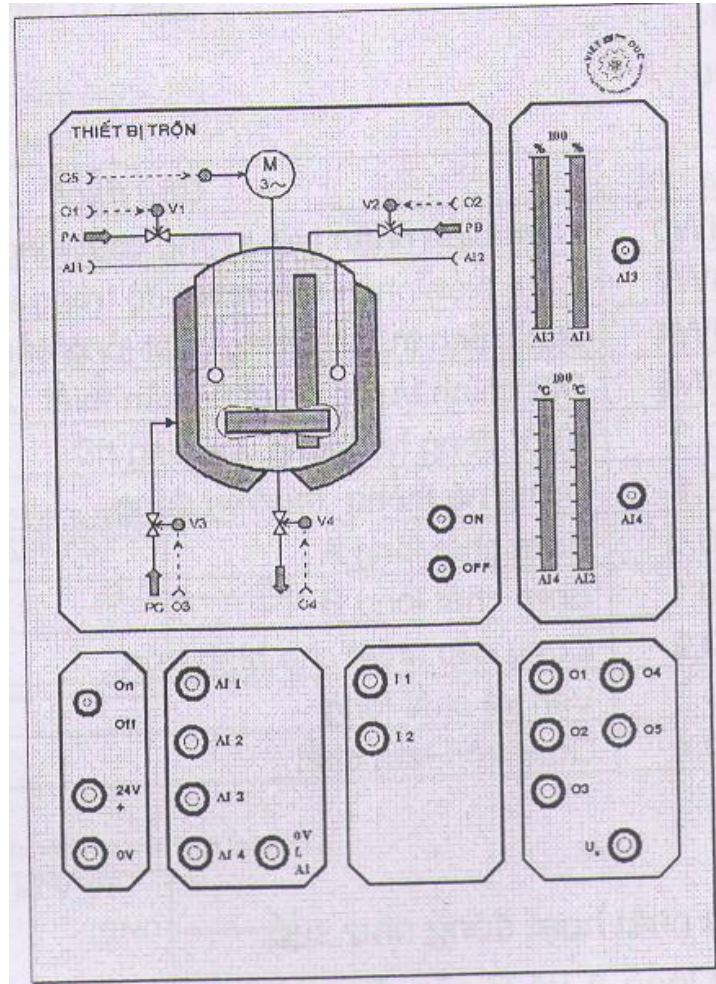 VIỆT ĐỨC
THIẾT BỊ TRỘN
M
3~
O5
O1
V1
V2
O2
PA
PB
AI1
AI2
V3
V4
PC
O3
O4
ON
OFF
100
%
%
AI3
AI1
AI3
100
°C
°C
AI4
AI2
AI4
On
Off
24V
+
0V
AI 1
AI 2
AI 3
AI 4
0V
f.
AI
I 1
I 2
O1
O4
O2
O5
O3